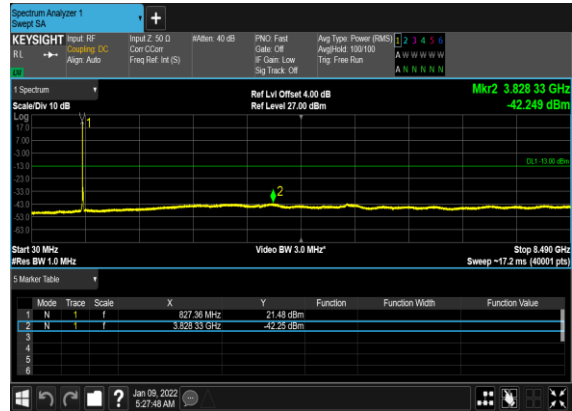 Spectrum Analyzer 1
Swept SA
+
KEYSIGHT Input: RF Input Z: 50 Ω #Atten: 40 dB PNO: Fast Avg Type: Power (RMS) 1 2 3 4 5 6
RL Coupling: DC Corr CCorr Gate: Off Avg|Hold: 100/100 A W W W W W
Align: Auto Freq Ref: Int (S) IF Gain: Low Trig: Free Run
LW Sig Track: Off A N N N N N
1 Spectrum Ref Lvl Offset 4.00 dB Mkr2 3.828 33 GHz
Scale/Div 10 dB Ref Level 27.00 dBm -42.249 dBm
Log
17.0
7.00
-3.00
-13.0
-23.0
-33.0
-43.0
-53.0
-63.0
1
DL1 -13.00 dBm
2
Start 30 MHz Video BW 3.0 MHz* Stop 8.490 GHz
#Res BW 1.0 MHz Sweep ~17.2 ms (40001 pts)
5 Marker Table
Mode Trace Scale X Y Function Function Width Function Value
1 N 1 f 827.36 MHz 21.48 dBm
2 N 1 f 3.828 33 GHz -42.25 dBm
3
4
5
6
? Jan 09, 2022
5:27:48 AM